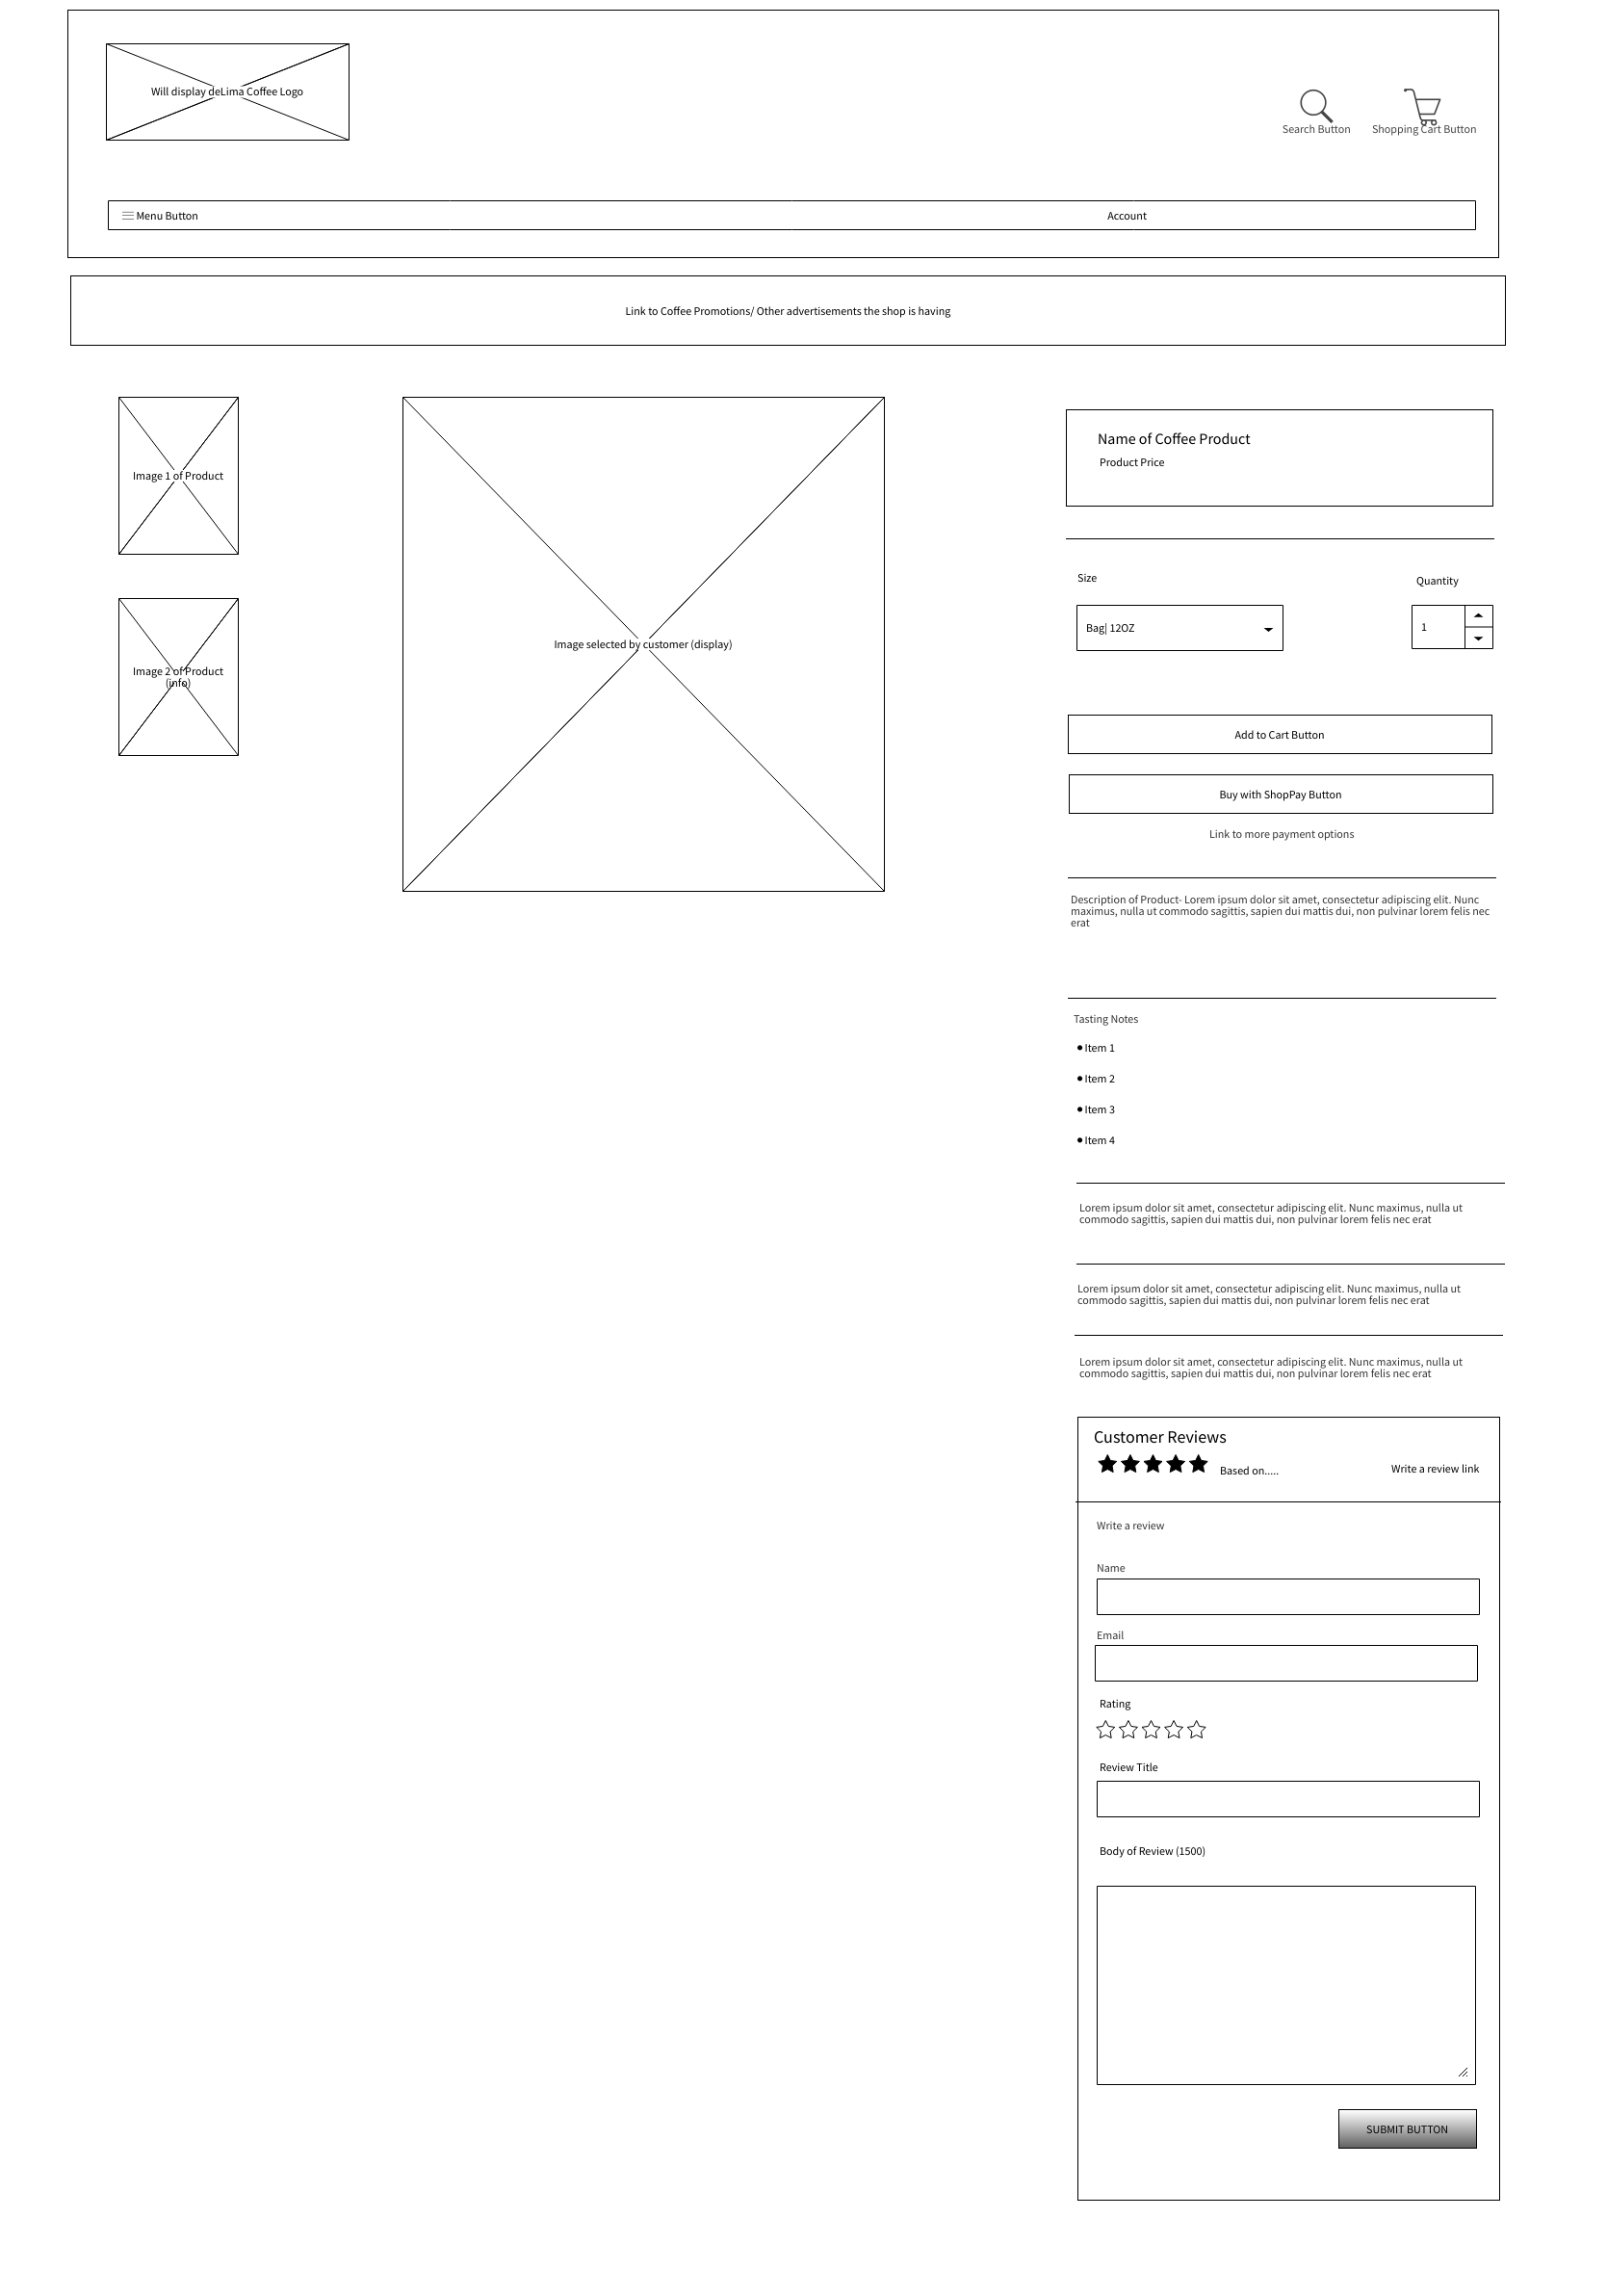 Will display deLima Coffee Logo
Search Button
Shopping Cart Button
Menu Button
Account
Link to Coffee Promotions/ Other advertisements the shop is having
Image 1 of Product
Image 2 of Product
(info)
Image selected by customer (display)
Name of Coffee Product
Product Price
Size
Quantity
Bag| 12OZ
1
Add to Cart Button
Buy with ShopPay Button
Link to more payment options
Description of Product- Lorem ipsum dolor sit amet, consectetur adipiscing elit. Nunc
maximus, nulla ut commodo sagittis, sapien dui mattis dui, non pulvinar lorem felis nec
erat
Tasting Notes
Item 1
Item 2
Item 3
Item 4
Lorem ipsum dolor sit amet, consectetur adipiscing elit. Nunc maximus, nulla ut
commodo sagittis, sapien dui mattis dui, non pulvinar lorem felis nec erat
Lorem ipsum dolor sit amet, consectetur adipiscing elit. Nunc maximus, nulla ut
commodo sagittis, sapien dui mattis dui, non pulvinar lorem felis nec erat
Lorem ipsum dolor sit amet, consectetur adipiscing elit. Nunc maximus, nulla ut
commodo sagittis, sapien dui mattis dui, non pulvinar lorem felis nec erat
Customer Reviews
Based on.....
Write a review link
Write a review
Name
Email
Rating
Review Title
Body of Review (1500)
SUBMIT BUTTON